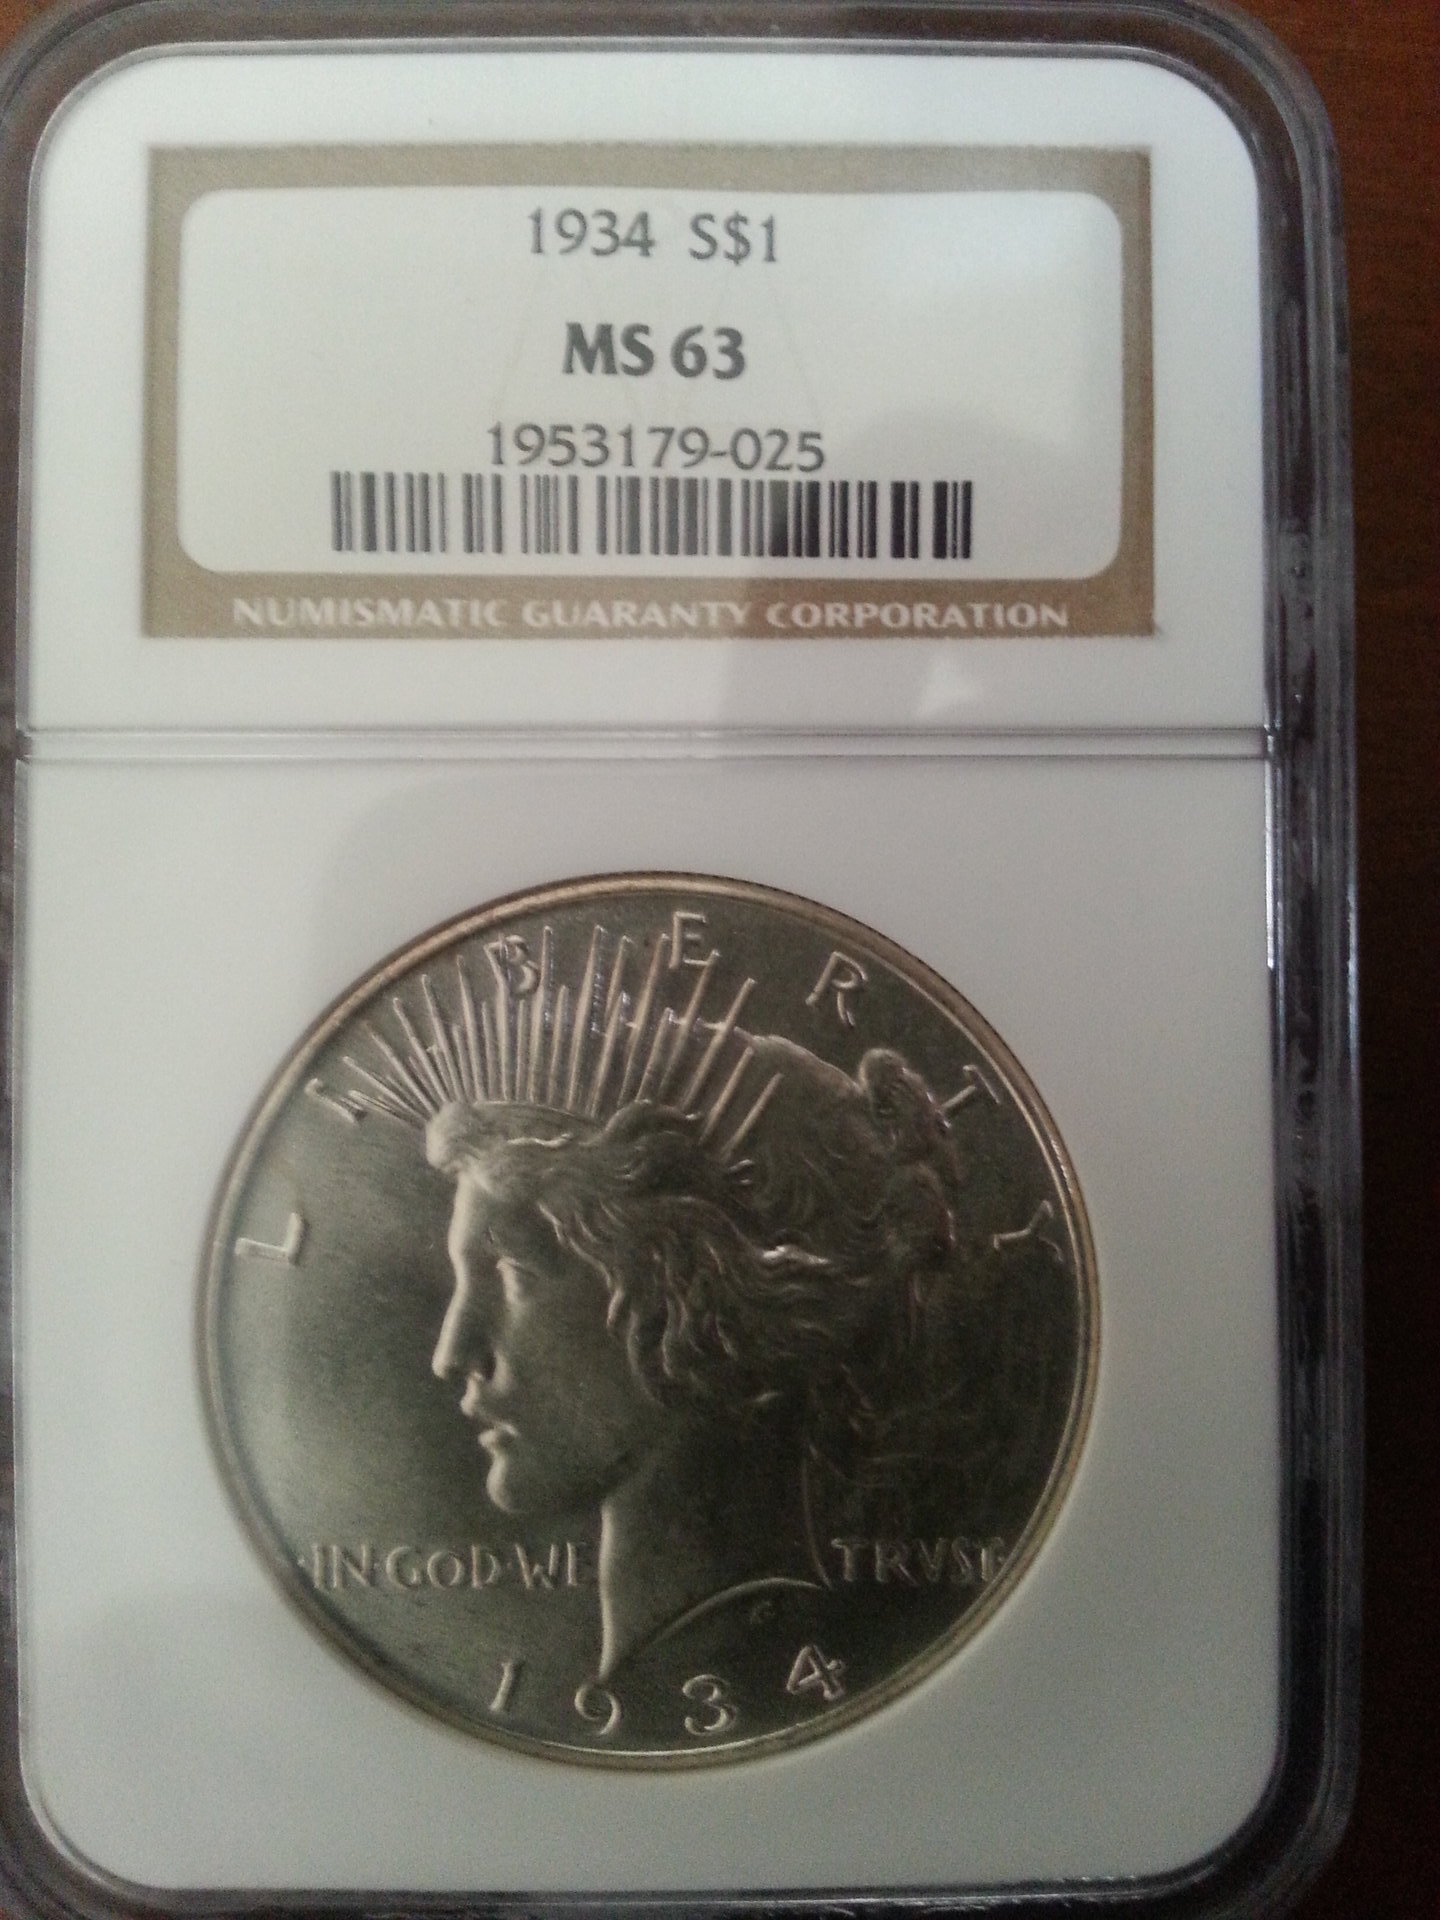 1934 S$1
MS 63
1953179-025
NUMISMATIC GUARANTY CORPORATION
LIBERTY
IN·GOD·WE TRVST
1934